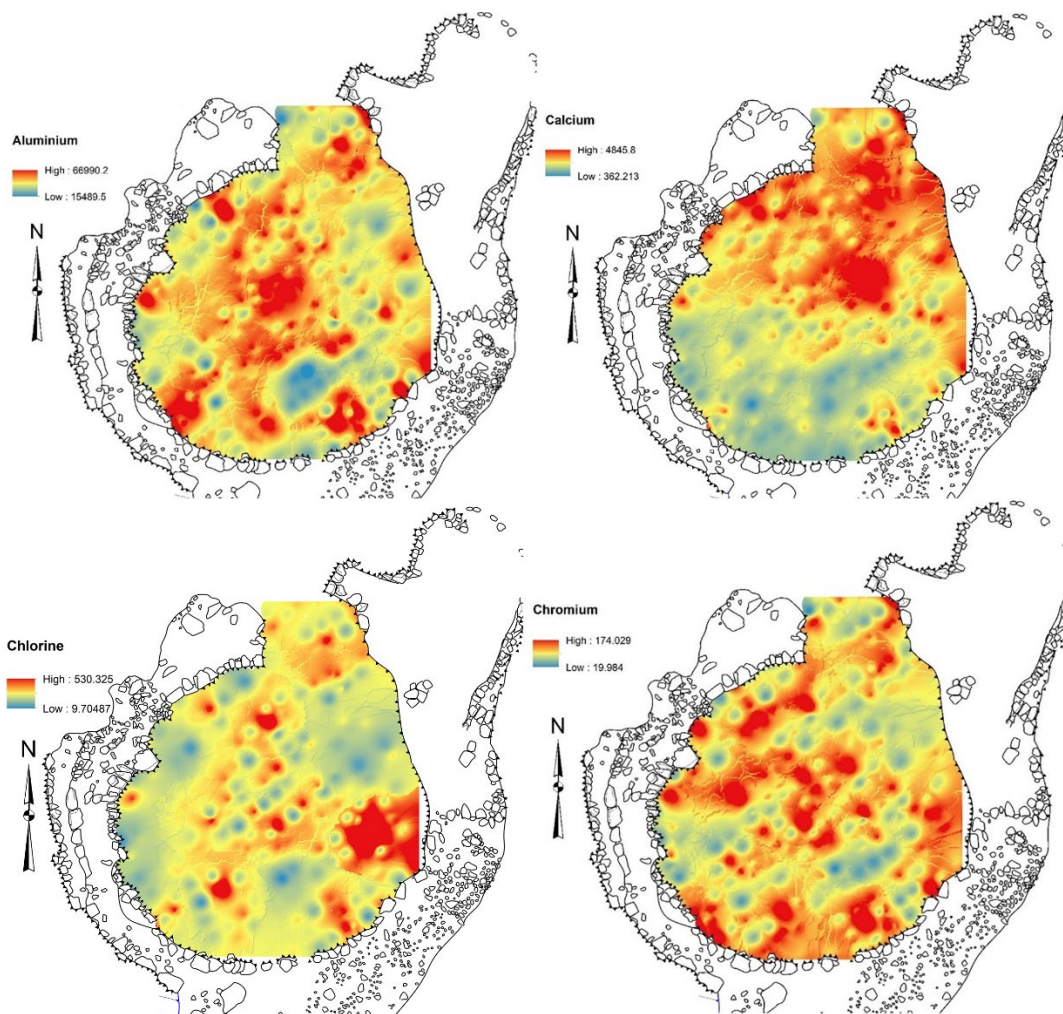 Aluminium
High : 66990.2
Low : 15489.5
N
Calcium
High : 4845.8
Low : 362.213
N
Chlorine
High : 530.325
Low : 9.70487
N
Chromium
High : 174.029
Low : 19.984
N